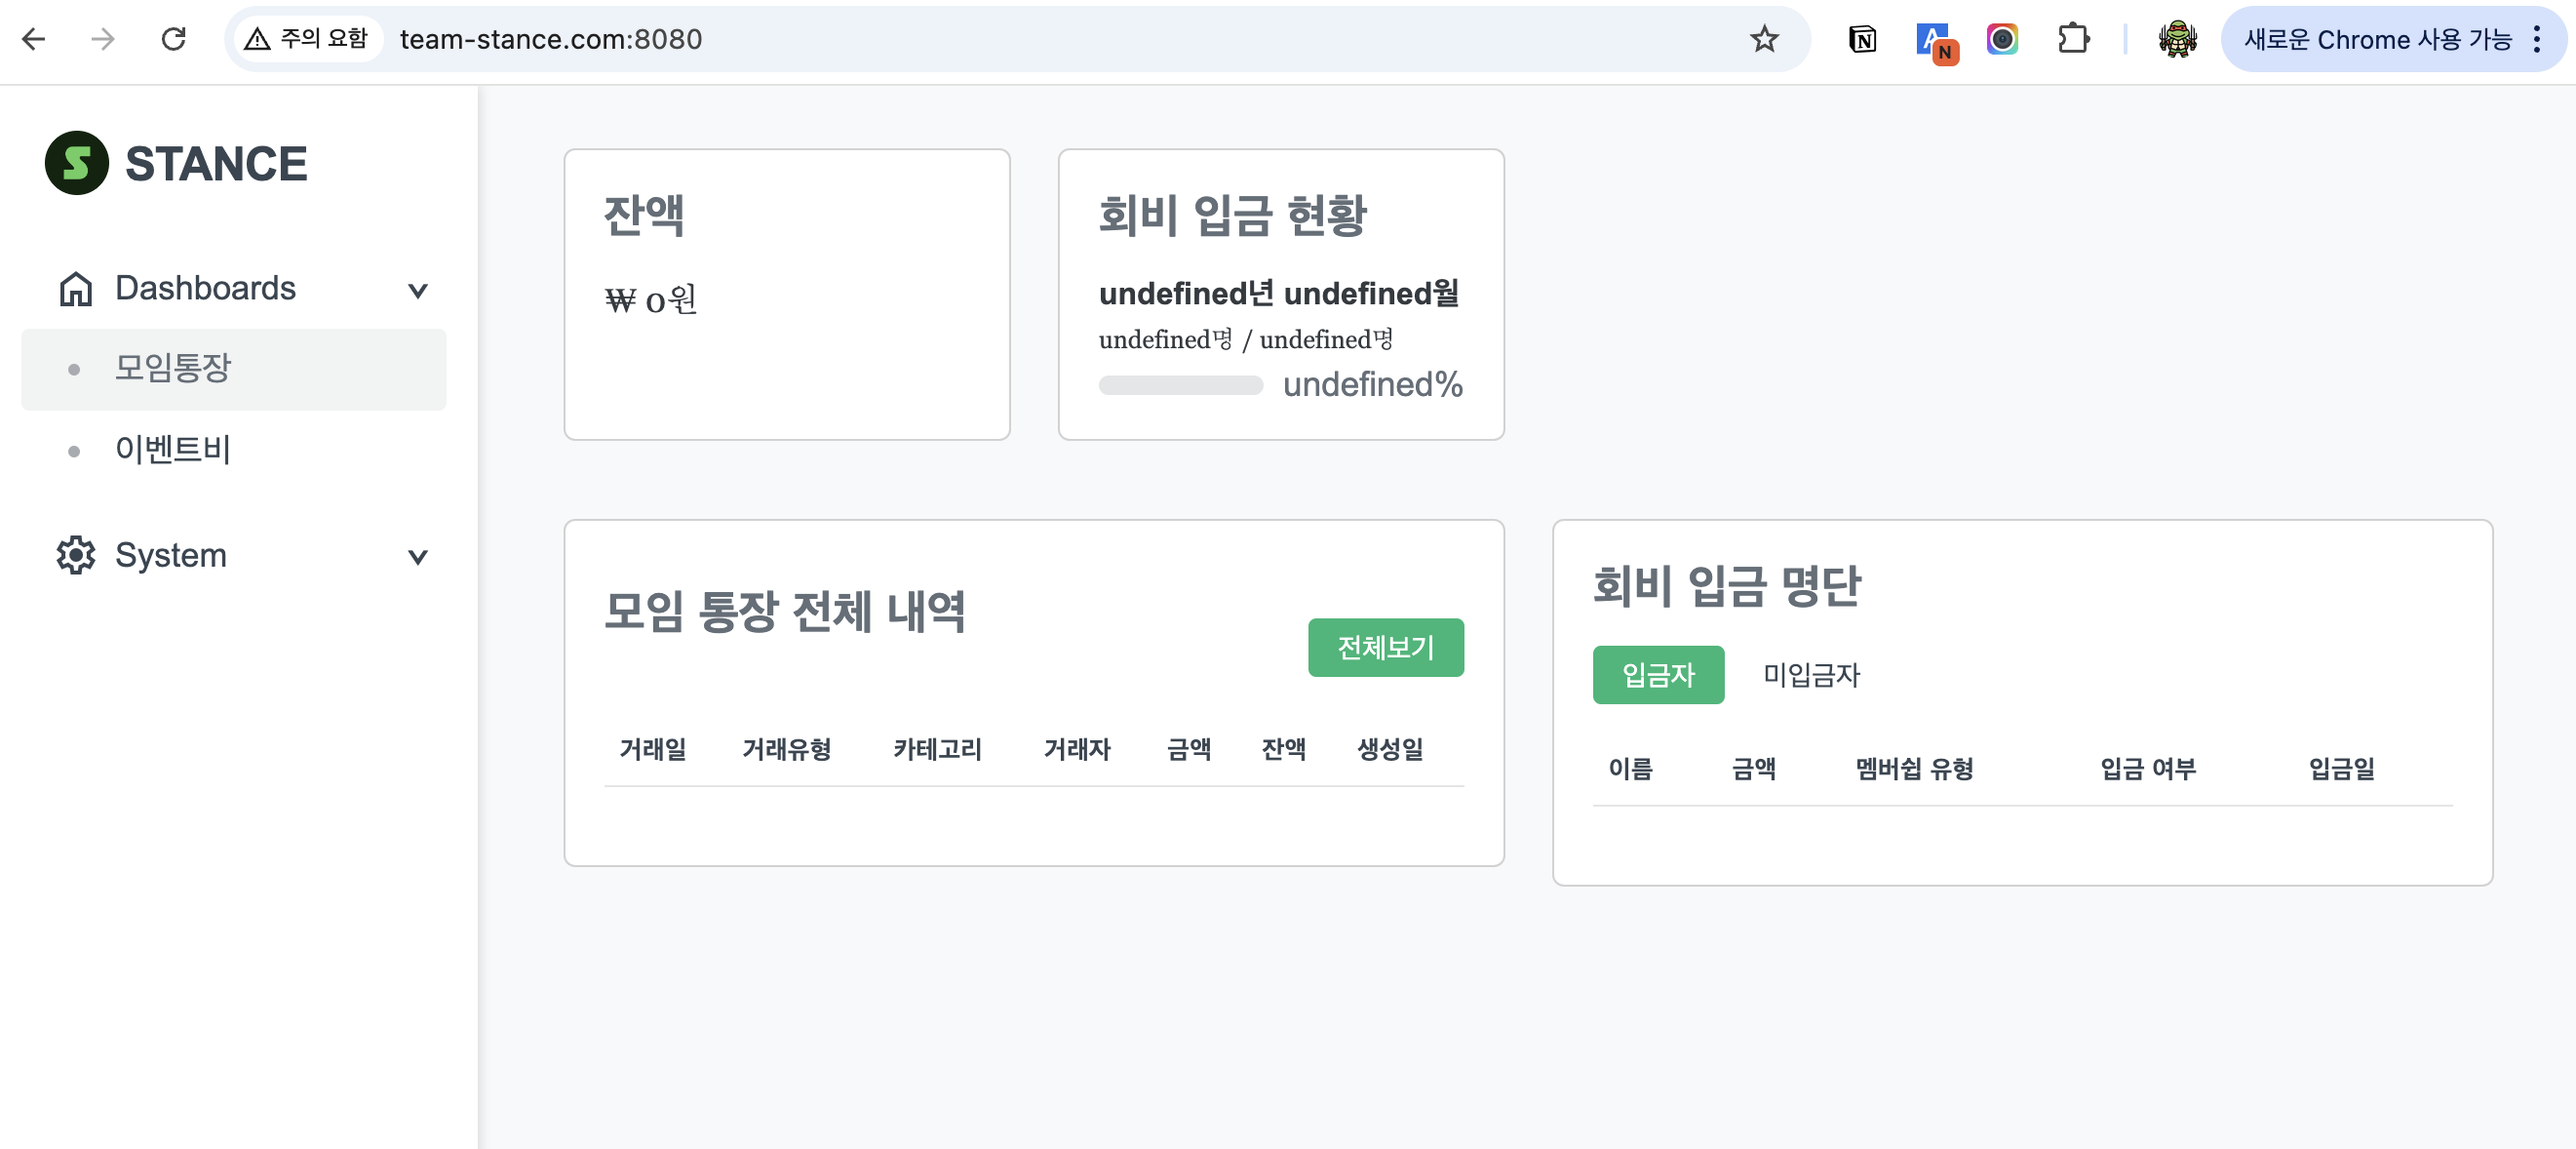 주의 요함 team-stance.com:8080 새로운 Chrome 사용 가능
STANCE
Dashboards
모임통장
이벤트비
System
잔액
₩ 0원
회비 입금 현황
undefined년 undefined월
undefined명 / undefined명
undefined%
모임 통장 전체 내역
전체보기
거래일 거래유형 카테고리 거래자 금액 잔액 생성일
회비 입금 명단
입금자 미입금자
이름 금액 멤버쉽 유형 입금 여부 입금일